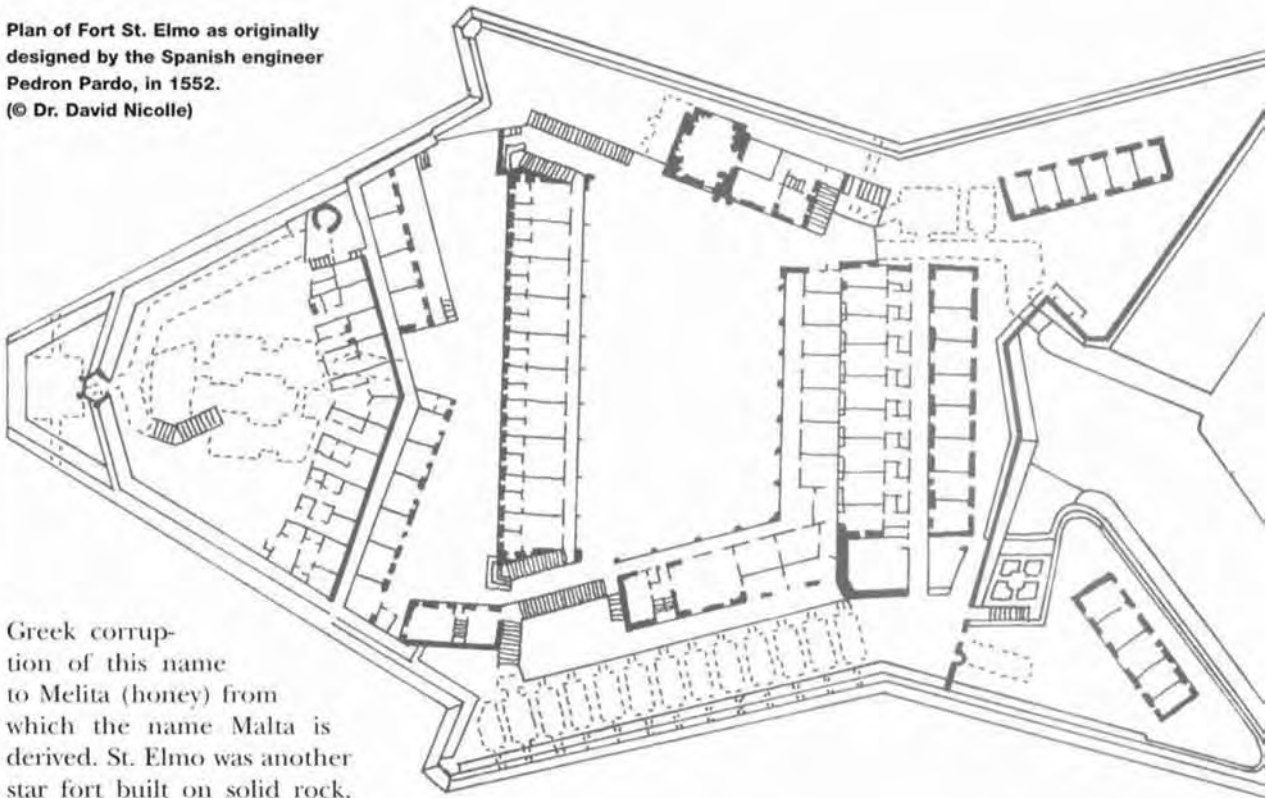 Plan of Fort St. Elmo as originally
designed by the Spanish engineer
Pedron Pardo, in 1552.
(© Dr. David Nicolle)
Greek corrup-
tion of this name
to Melita (honey) from
which the name Malta is
derived. St. Elmo was another
star fort built on solid rock,